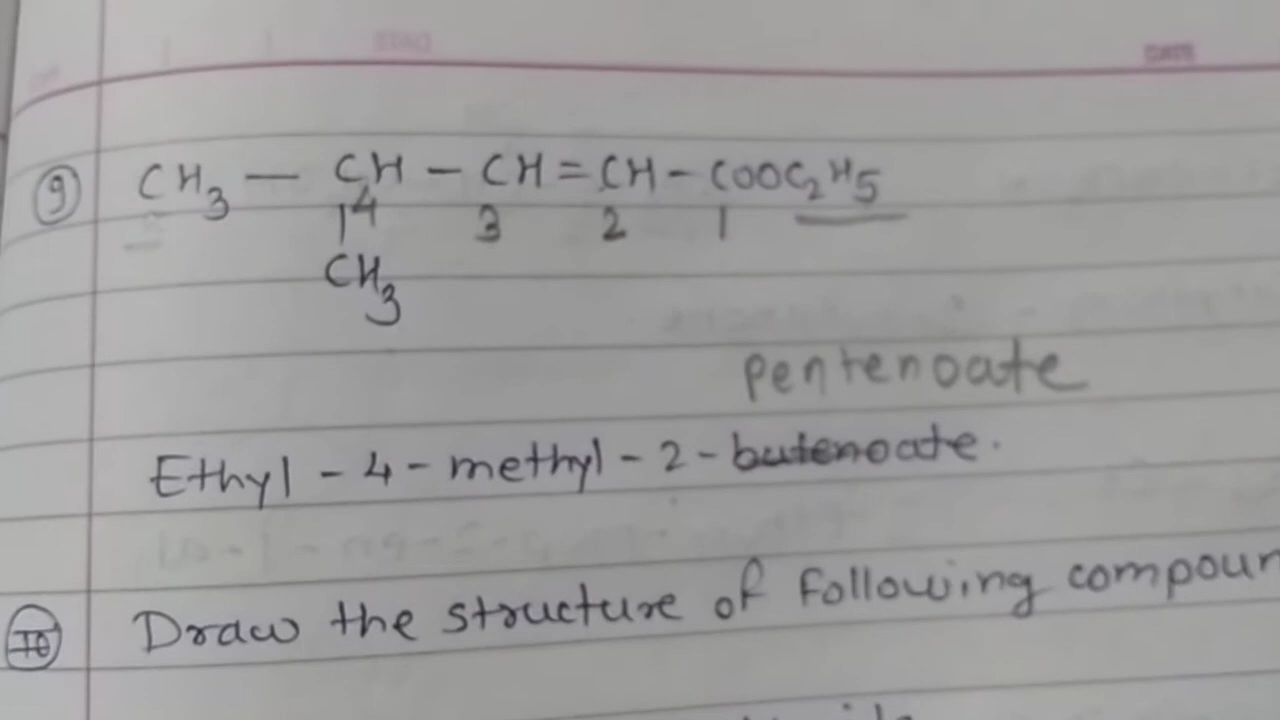 DATE
9 CH3 — CH – CH = CH – COOC2H5
4 3 2 1
CH3
pentenoate
Ethyl - 4 - methyl - 2 - butenoate.
10 Draw the structure of following compoun